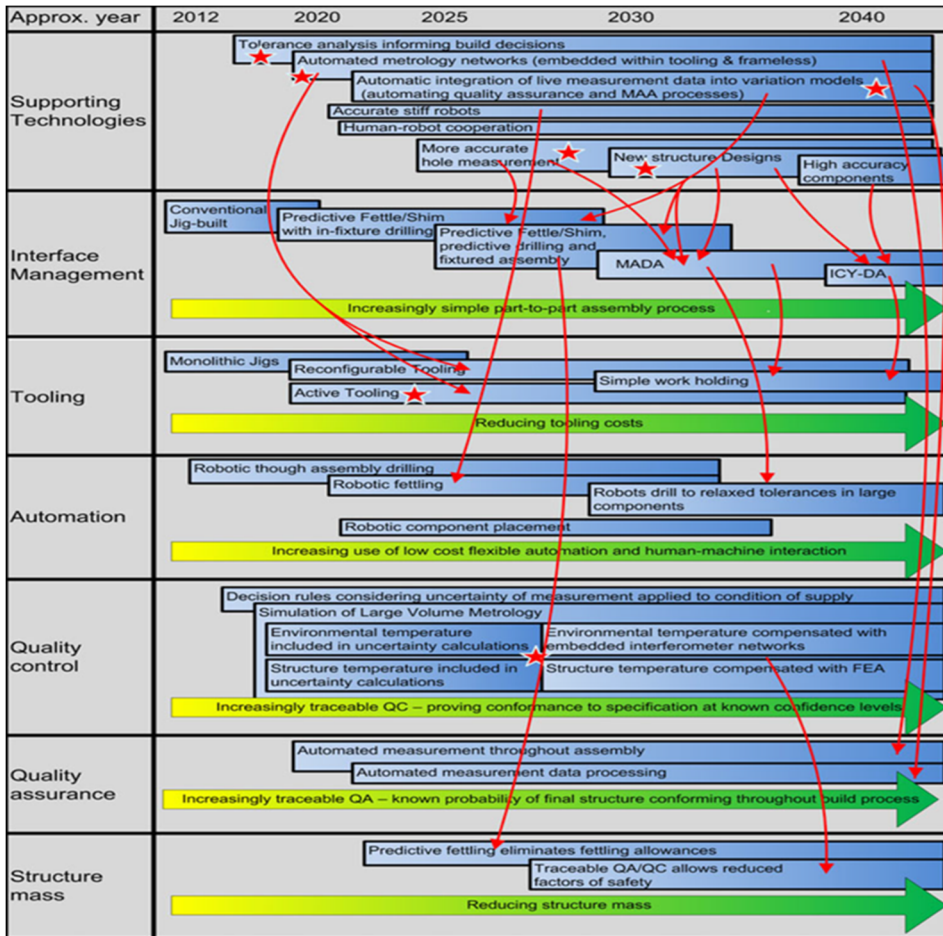 Approx. year 2012 2020 2025 2030 2040
Supporting
Technologies
Tolerance analysis informing build decisions
Automated metrology networks (embedded within tooling & frameless)
Automatic integration of live measurement data into variation models
(automating quality assurance and MAA processes)
Accurate stiff robots
Human-robot cooperation
More accurate
hole measurement
New structure Designs
High accuracy
components
Interface
Management
Conventional
Jig-built
Predictive Fettle/Shim
with in-fixture drilling
Predictive Fettle/Shim,
predictive drilling and
fixtured assembly
MADA
ICY-DA
Increasingly simple part-to-part assembly process
Tooling
Monolithic Jigs
Reconfigurable Tooling
Active Tooling
Simple work holding
Reducing tooling costs
Automation
Robotic though assembly drilling
Robotic fettling
Robots drill to relaxed tolerances in large
components
Robotic component placement
Increasing use of low cost flexible automation and human-machine interaction
Quality
control
Decision rules considering uncertainty of measurement applied to condition of supply
Simulation of Large Volume Metrology
Environmental temperature
included in uncertainty calculations
Environmental temperature compensated with
embedded interferometer networks
Structure temperature included in
uncertainty calculations
Structure temperature compensated with FEA
Increasingly traceable QC – proving conformance to specification at known confidence levels
Quality
assurance
Automated measurement throughout assembly
Automated measurement data processing
Increasingly traceable QA – known probability of final structure conforming throughout build process
Structure
mass
Predictive fettling eliminates fettling allowances
Traceable QA/QC allows reduced
factors of safety
Reducing structure mass